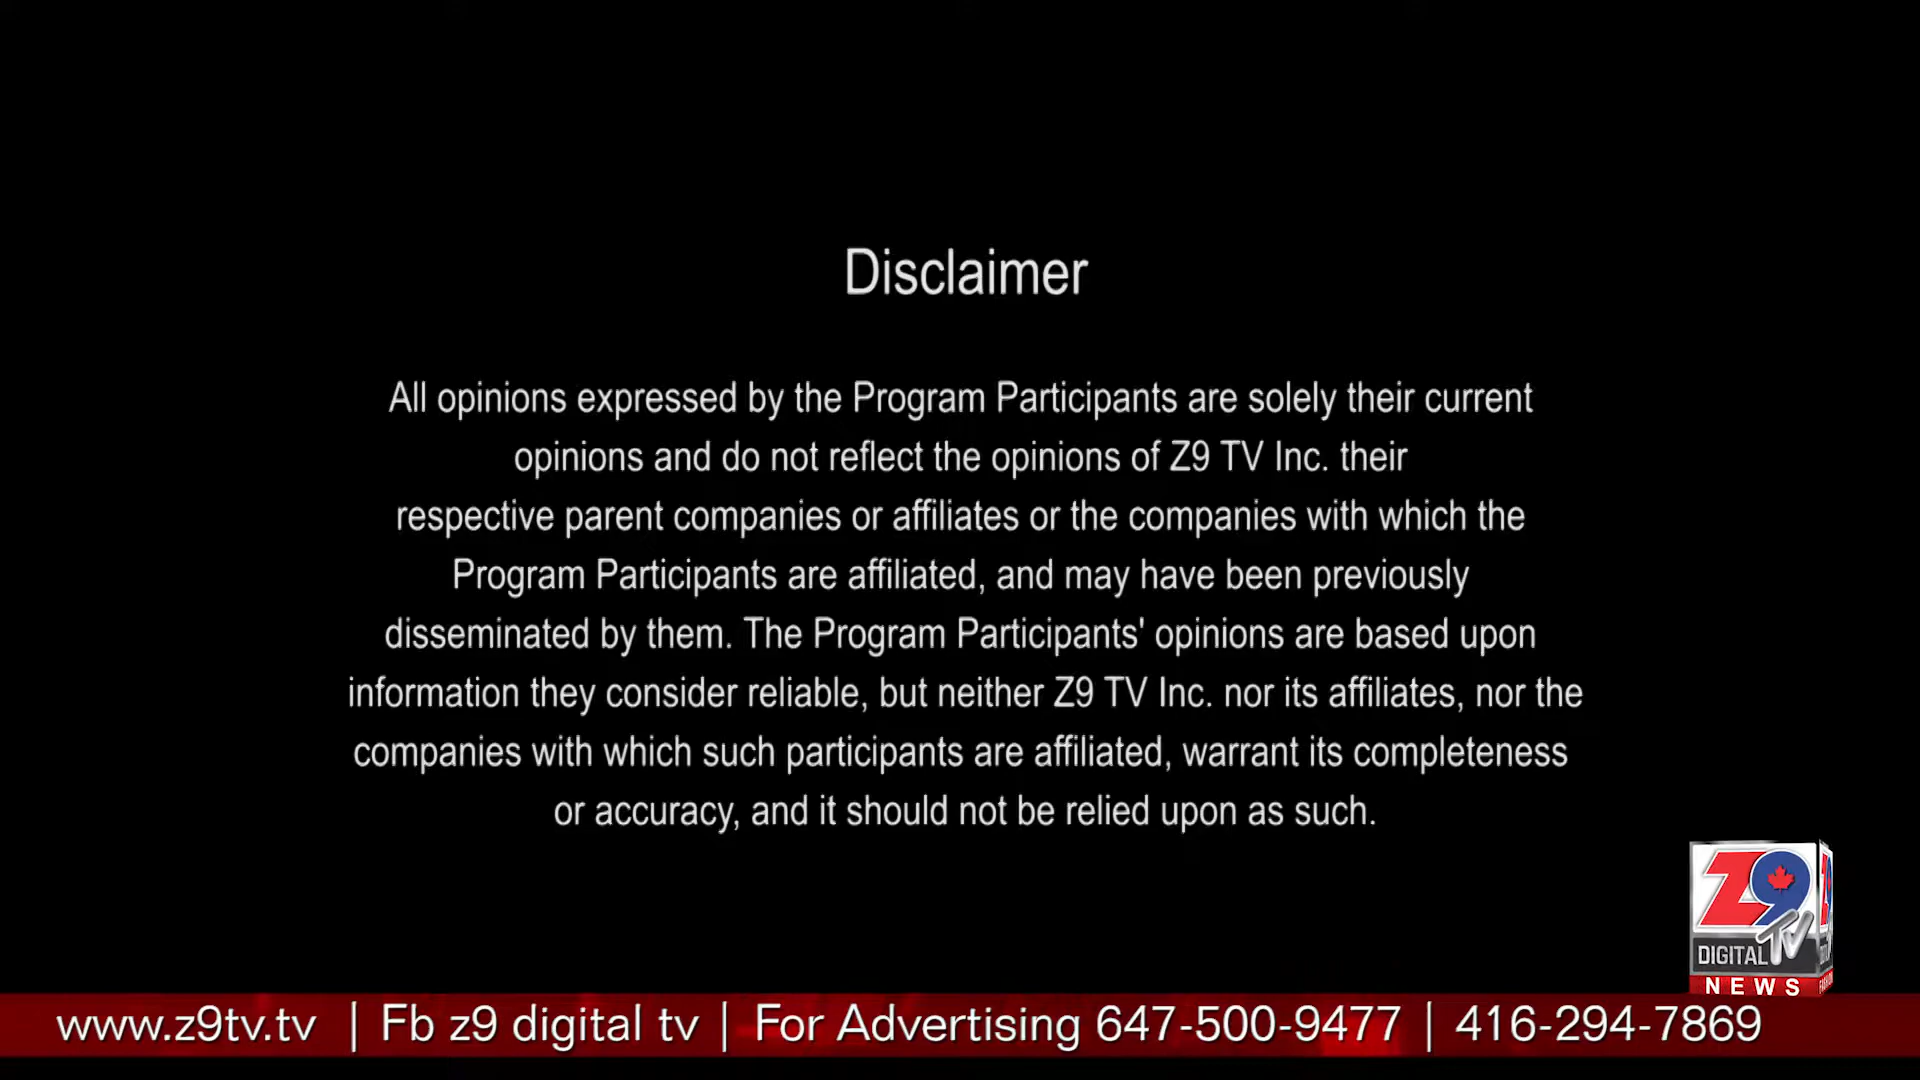 Disclaimer
All opinions expressed by the Program Participants are solely their current
opinions and do not reflect the opinions of Z9 TV Inc. their
respective parent companies or affiliates or the companies with which the
Program Participants are affiliated, and may have been previously
disseminated by them. The Program Participants' opinions are based upon
information they consider reliable, but neither Z9 TV Inc. nor its affiliates, nor the
companies with which such participants are affiliated, warrant its completeness
or accuracy, and it should not be relied upon as such.
Z9
DIGITAL TV
NEWS
www.z9tv.tv | Fb z9 digital tv | For Advertising 647-500-9477 | 416-294-7869